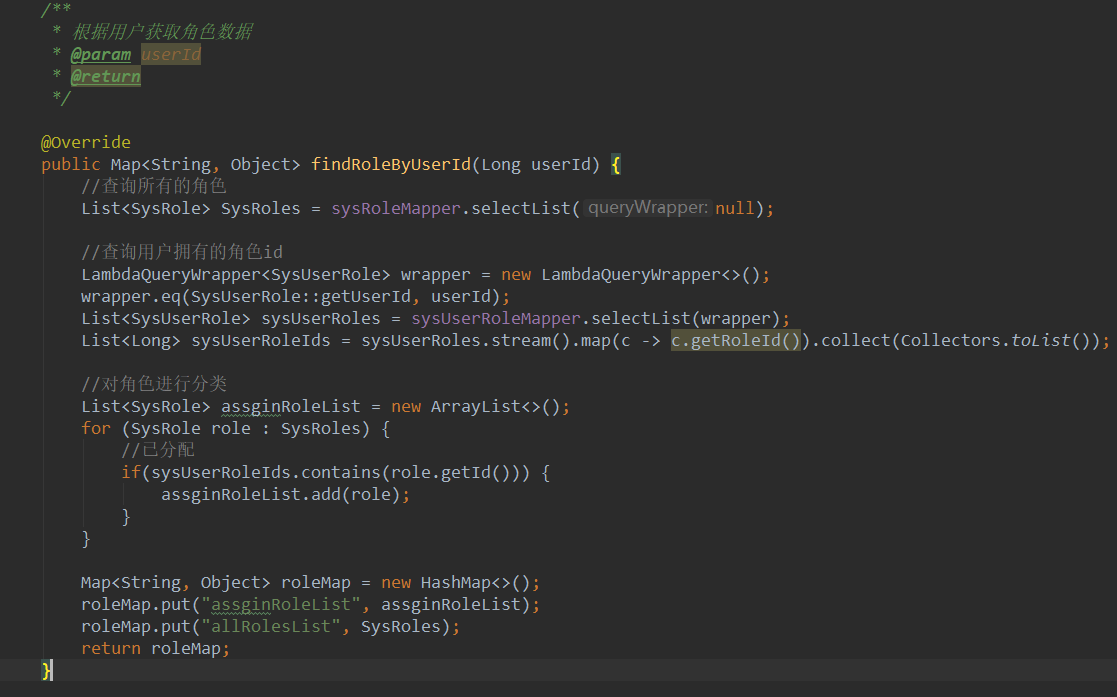 /**
 * 根据用户获取角色数据
 * @param userId
 * @return
 */
@Override
public Map<String, Object> findRoleByUserId(Long userId) {
//查询所有的角色
List<SysRole> SysRoles = sysRoleMapper.selectList( queryWrapper: null);
//查询用户拥有的角色id
LambdaQueryWrapper<SysUserRole> wrapper = new LambdaQueryWrapper<>();
wrapper.eq(SysUserRole::getUserId, userId);
List<SysUserRole> sysUserRoles = sysUserRoleMapper.selectList(wrapper);
List<Long> sysUserRoleIds = sysUserRoles.stream().map(c -> c.getRoleId()).collect(Collectors.toList());
//对角色进行分类
List<SysRole> assginRoleList = new ArrayList<>();
for (SysRole role : SysRoles) {
//已分配
if(sysUserRoleIds.contains(role.getId())) {
assginRoleList.add(role);
}
}
Map<String, Object> roleMap = new HashMap<>();
roleMap.put("assginRoleList", assginRoleList);
roleMap.put("allRolesList", SysRoles);
return roleMap;
}